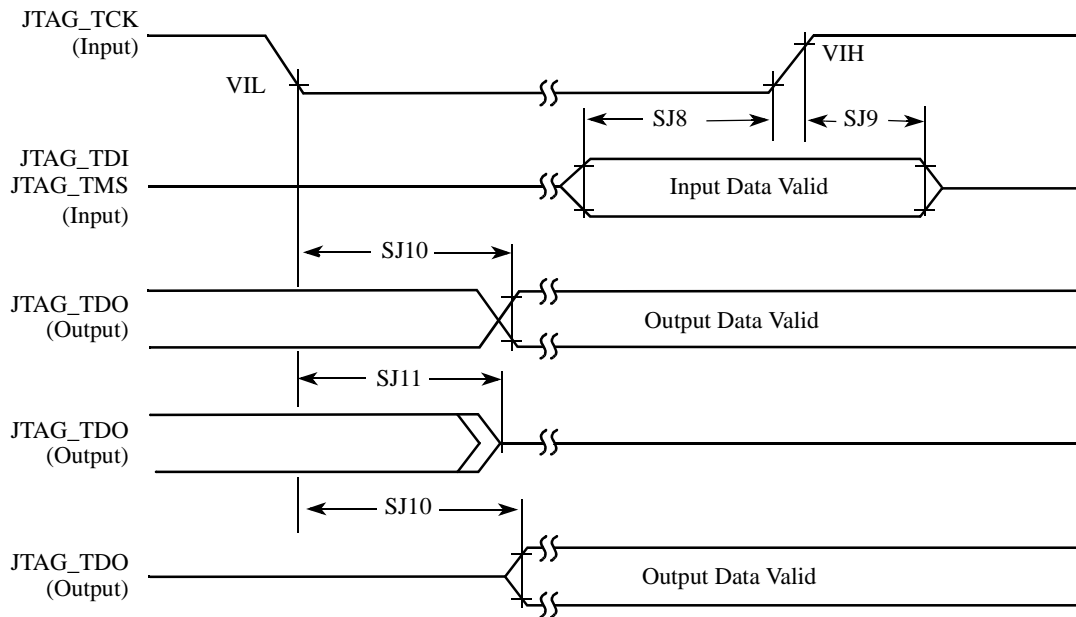 JTAG_TCK
(Input)
VIL
VIH
SJ8
SJ9
JTAG_TDI
JTAG_TMS
(Input)
Input Data Valid
SJ10
JTAG_TDO
(Output)
Output Data Valid
SJ11
JTAG_TDO
(Output)
SJ10
JTAG_TDO
(Output)
Output Data Valid